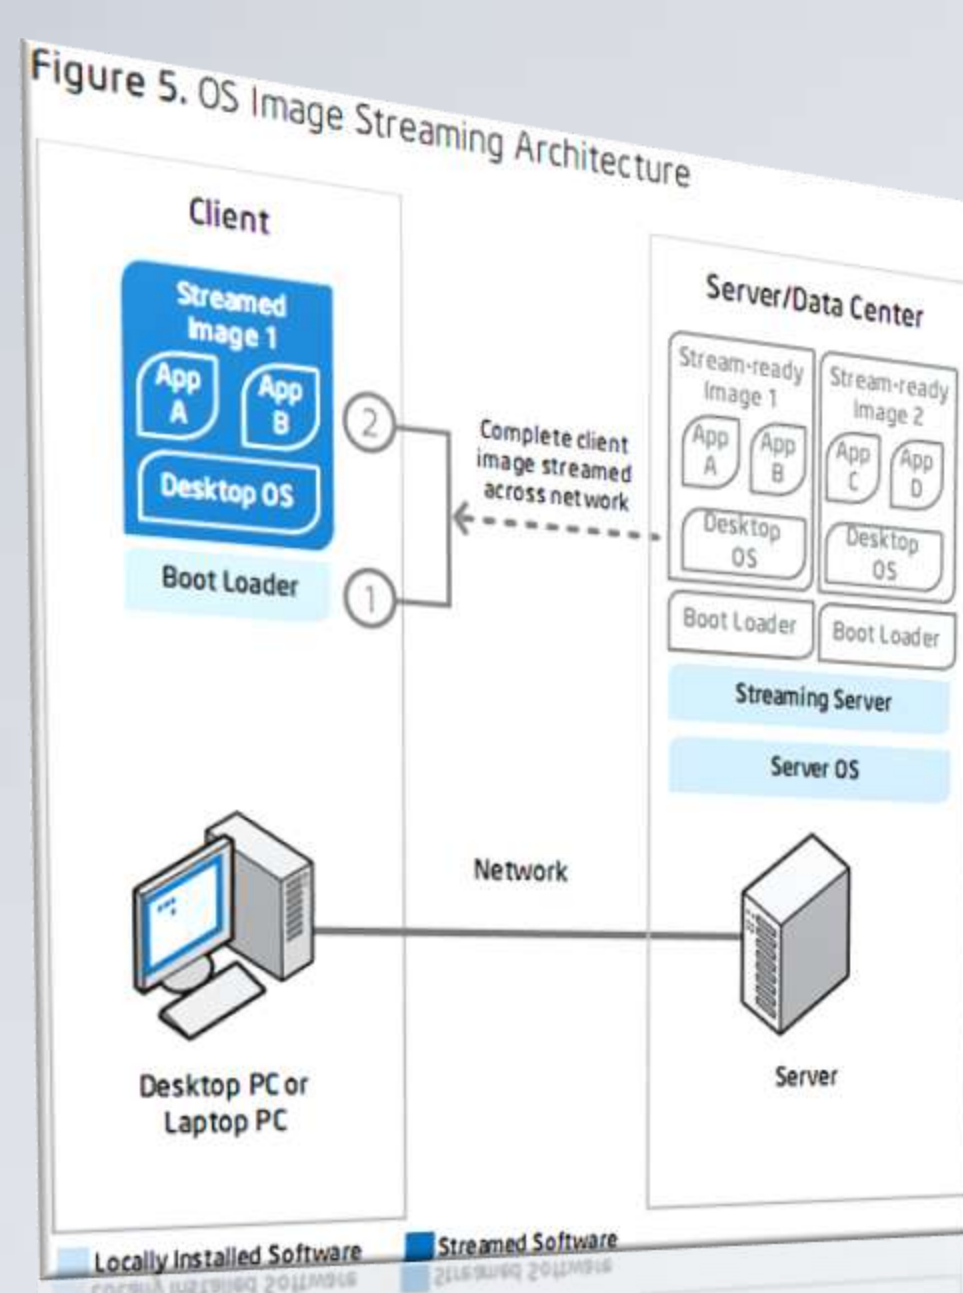 Figure 5. OS Image Streaming Architecture
Client
Streamed
Image 1
App
A
App
B
Desktop OS
Boot Loader
2
1
Complete client
image streamed
across network
Server/Data Center
Stream-ready
Image 1
App
A
App
B
Desktop
OS
Boot Loader
Stream-ready
Image 2
App
C
App
D
Desktop
OS
Boot Loader
Streaming Server
Server OS
Network
Desktop PC or
Laptop PC
Server
Locally Installed Software
Streamed Software